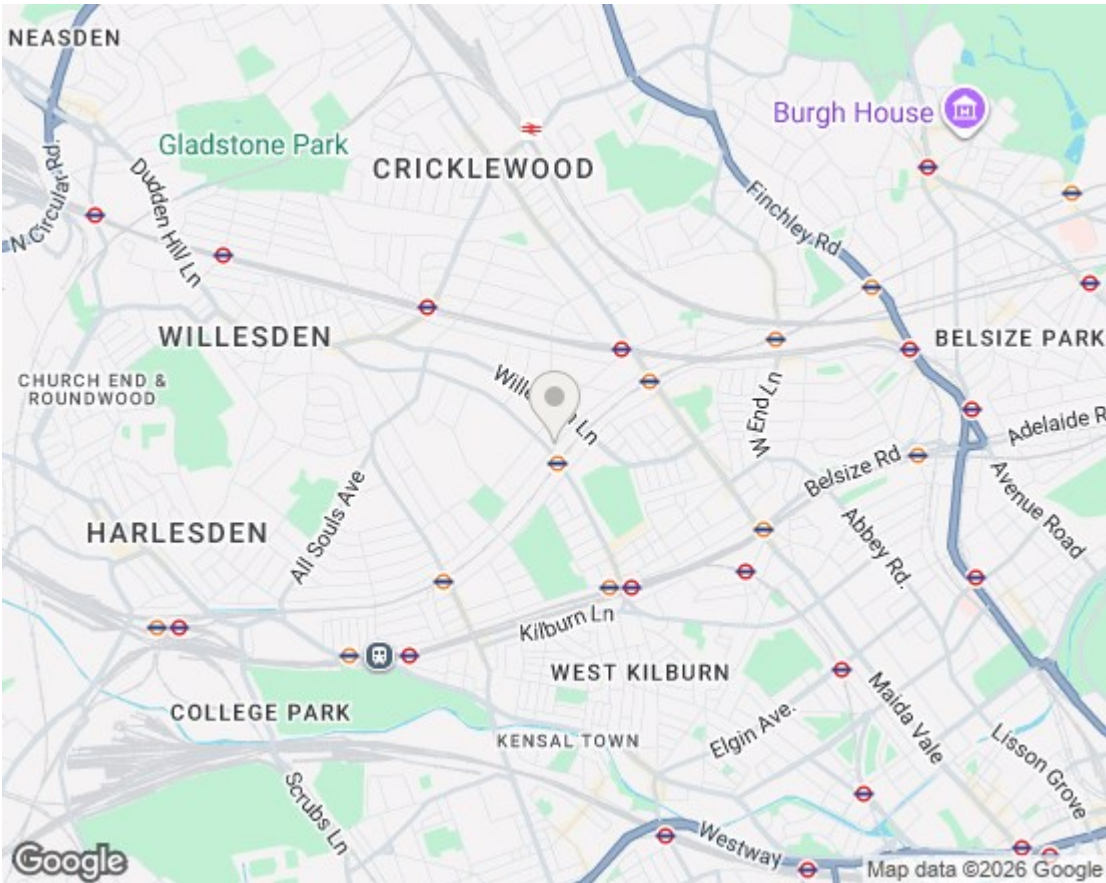 NEASDEN
Burgh House
Gladstone Park
CRICKLEWOOD
N Circular Rd.
Dudden Hill Ln
Finchley Rd
WILLESDEN
BELSIZE PARK
CHURCH END &
ROUNDWOOD
W End Ln
Adelaide R
Belsize Rd
Avenue Road
All Souls Ave
HARLESDEN
Abbey Rd.
Kilburn Ln
WEST KILBURN
Maida Vale
COLLEGE PARK
Elgin Ave.
KENSAL TOWN
Lisson Grove
Scrubs Ln
Westway
Google
Map data ©2026 Google